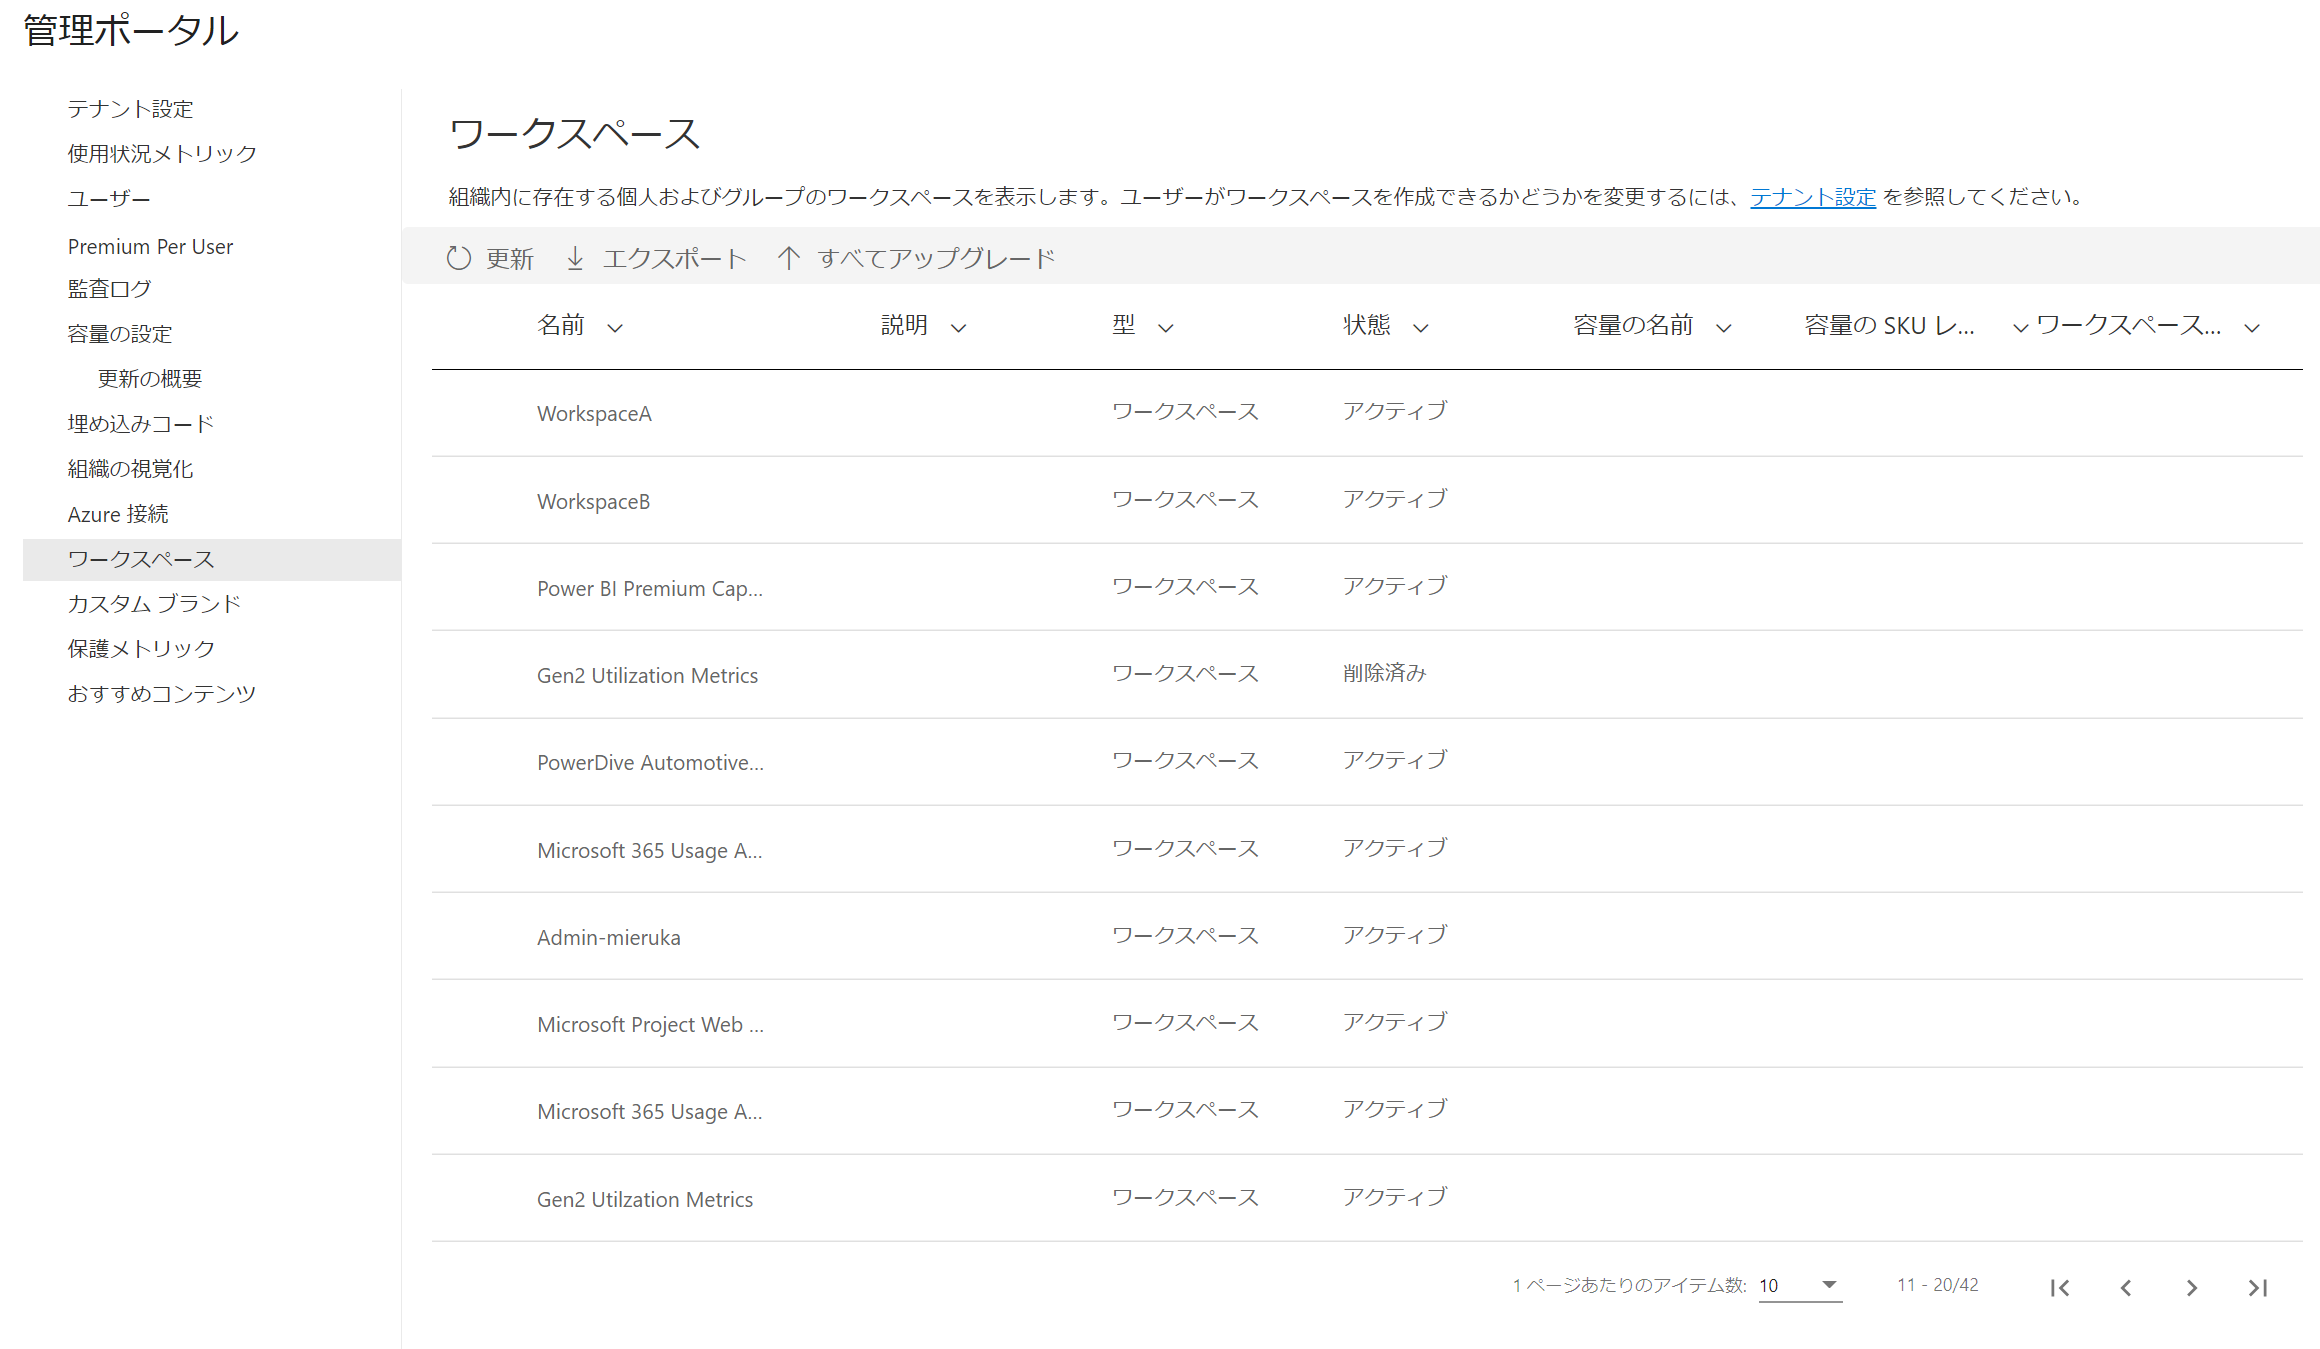 管理ポータル
テナント設定
使用状況メトリック
ユーザー
Premium Per User
監査ログ
容量の設定
更新の概要
埋め込みコード
組織の視覚化
Azure 接続
ワークスペース
カスタム ブランド
保護メトリック
おすすめコンテンツ
ワークスペース
組織内に存在する個人およびグループのワークスペースを表示します。ユーザーがワークスペースを作成できるかどうかを変更するには、テナント設定 を参照してください。
更新 エクスポート すべてアップグレード
名前 説明 型 状態 容量の名前 容量の SKU レ... ワークスペース...
WorkspaceA ワークスペース アクティブ
WorkspaceB ワークスペース アクティブ
Power BI Premium Cap... ワークスペース アクティブ
Gen2 Utilization Metrics ワークスペース 削除済み
PowerDive Automotive... ワークスペース アクティブ
Microsoft 365 Usage A... ワークスペース アクティブ
Admin-mieruka ワークスペース アクティブ
Microsoft Project Web ... ワークスペース アクティブ
Microsoft 365 Usage A... ワークスペース アクティブ
Gen2 Utilzation Metrics ワークスペース アクティブ
1 ページあたりのアイテム数: 10 11 - 20/42